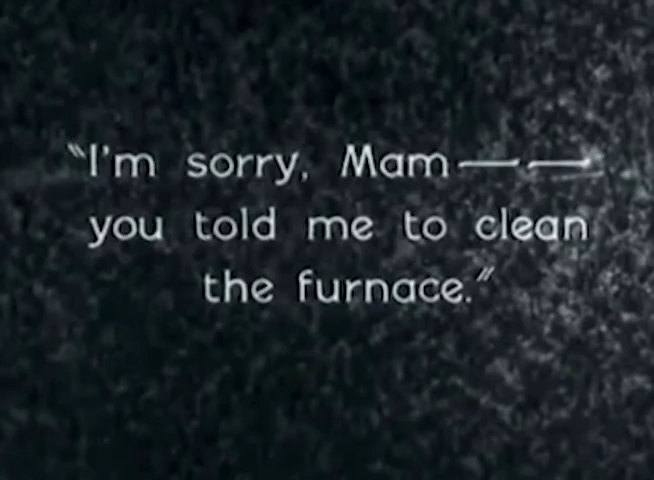 "I'm sorry, Mam — —
you told me to clean
the furnace."